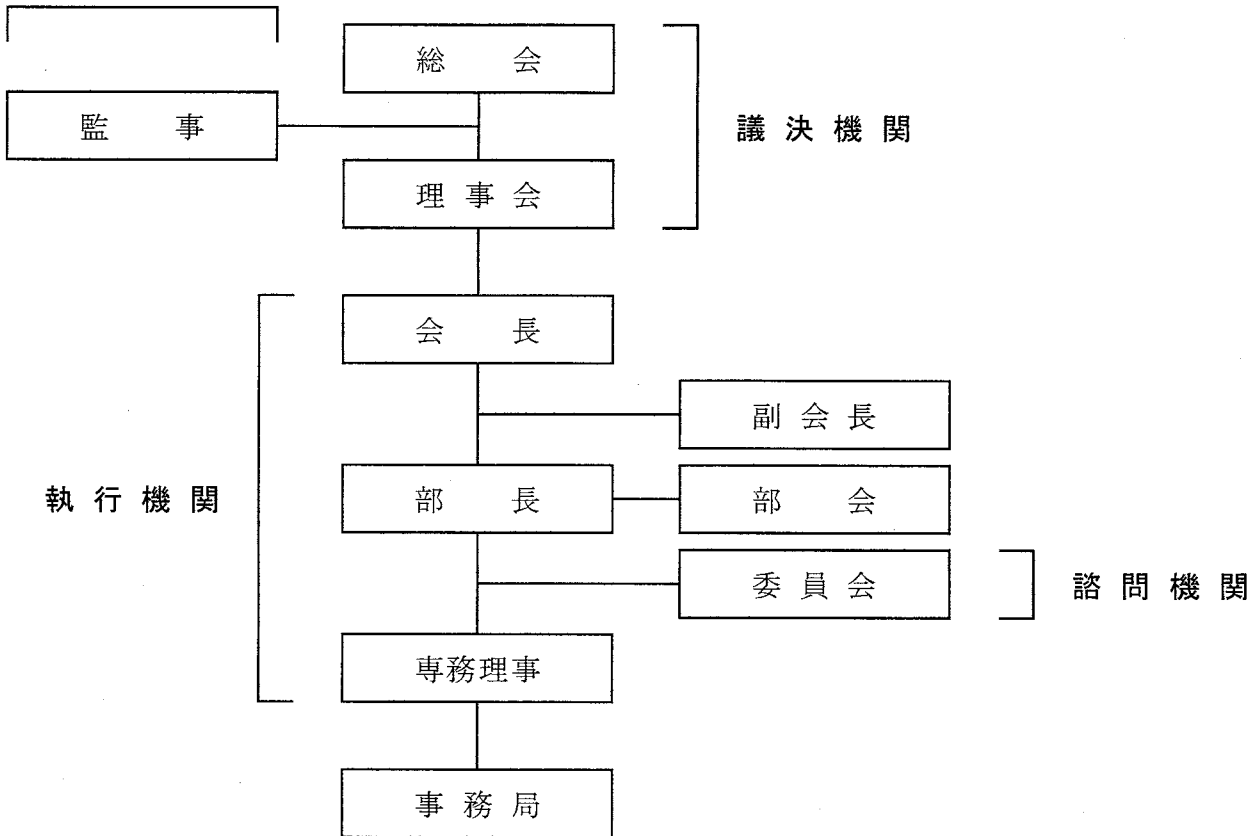 総会
監事
議決機関
理事会
会長
副会長
執行機関
部長
部会
委員会
諮問機関
専務理事
事務局